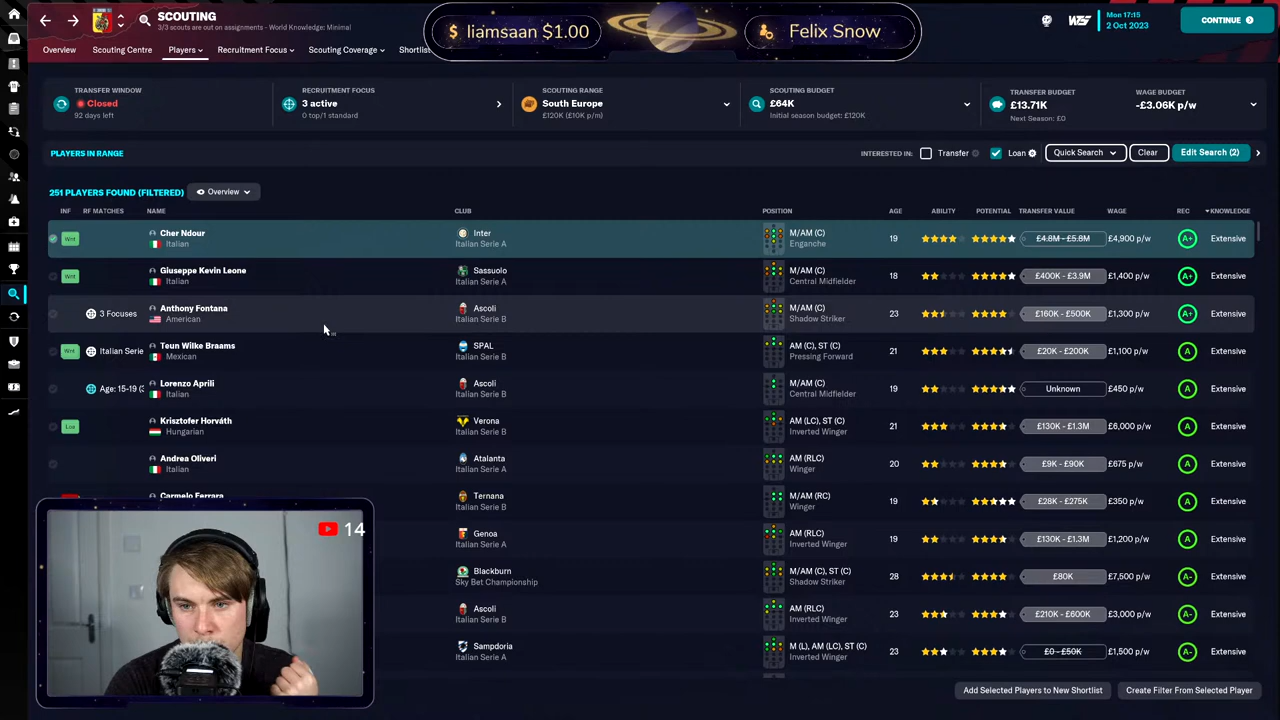 SCOUTING
3/3 scouts are out on assignments - World Knowledge: Minimal
$ liamsaan $1.00
Felix Snow
Mon 17:15
2 Oct 2023
CONTINUE
Overview
Scouting Centre
Players
Recruitment Focus
Scouting Coverage
Shortlis
TRANSFER WINDOW
Closed
92 days left
RECRUITMENT FOCUS
3 active
0 top/1 standard
SCOUTING RANGE
South Europe
£120K (£10K p/m)
SCOUTING BUDGET
£64K
Initial season budget: £120K
TRANSFER BUDGET
£13.71K
Next Season: £0
WAGE BUDGET
-£3.06K p/w
PLAYERS IN RANGE
INTERESTED IN: Transfer Loan Quick Search Clear Edit Search (2)
251 PLAYERS FOUND (FILTERED) Overview
INF RF MATCHES NAME CLUB POSITION AGE ABILITY POTENTIAL TRANSFER VALUE WAGE REC KNOWLEDGE
Wnt Cher Ndour Inter M/AM (C) 19 £4.8M - £5.8M £4,900 p/w A+ Extensive
Italian Italian Serie A Enganche
Wnt Giuseppe Kevin Leone Sassuolo M/AM (C) 18 £400K - £3.9M £1,400 p/w A+ Extensive
Italian Italian Serie A Central Midfielder
3 Focuses Anthony Fontana Ascoli M/AM (C) 23 £160K - £500K £1,300 p/w A+ Extensive
American Italian Serie B Shadow Striker
Wnt Italian Serie Teun Wilke Braams SPAL AM (C), ST (C) 21 £20K - £200K £1,100 p/w A Extensive
Mexican Italian Serie B Pressing Forward
Age: 15-19 (3 Lorenzo Aprili Ascoli M/AM (C) 19 Unknown £450 p/w A Extensive
Italian Italian Serie B Central Midfielder
Loa Krisztofer Horváth Verona AM (LC), ST (C) 21 £130K - £1.3M £6,000 p/w A Extensive
Hungarian Italian Serie B Inverted Winger
Andrea Oliveri Atalanta AM (RLC) 20 £9K - £90K £675 p/w A Extensive
Italian Italian Serie A Winger
Carmelo Ferrara Ternana M/AM (RC) 19 £28K - £275K £350 p/w A Extensive
Italian Serie B Winger
Genoa AM (RLC) 19 £130K - £1.3M £1,200 p/w A Extensive
Italian Serie A Inverted Winger
Blackburn M/AM (C), ST (C) 28 £80K £7,500 p/w A- Extensive
Sky Bet Championship Shadow Striker
Ascoli AM (RLC) 23 £210K - £600K £3,000 p/w A- Extensive
Italian Serie B Inverted Winger
Sampdoria M (L), AM (LC), ST (C) 23 £0 - £50K £1,500 p/w A- Extensive
Italian Serie A Inverted Winger
14
Add Selected Players to New Shortlist
Create Filter From Selected Player